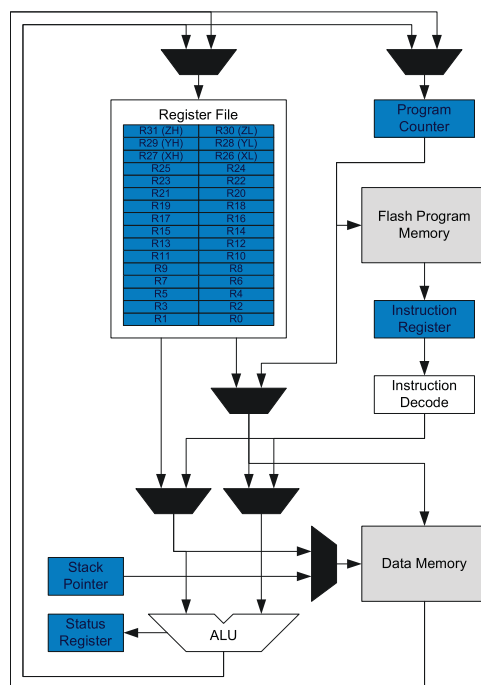 Register File
R31 (ZH) R30 (ZL)
R29 (YH) R28 (YL)
R27 (XH) R26 (XL)
R25 R24
R23 R22
R21 R20
R19 R18
R17 R16
R15 R14
R13 R12
R11 R10
R9 R8
R7 R6
R5 R4
R3 R2
R1 R0
Program
Counter
Flash Program
Memory
Instruction
Register
Instruction
Decode
Stack
Pointer
Data Memory
Status
Register
ALU